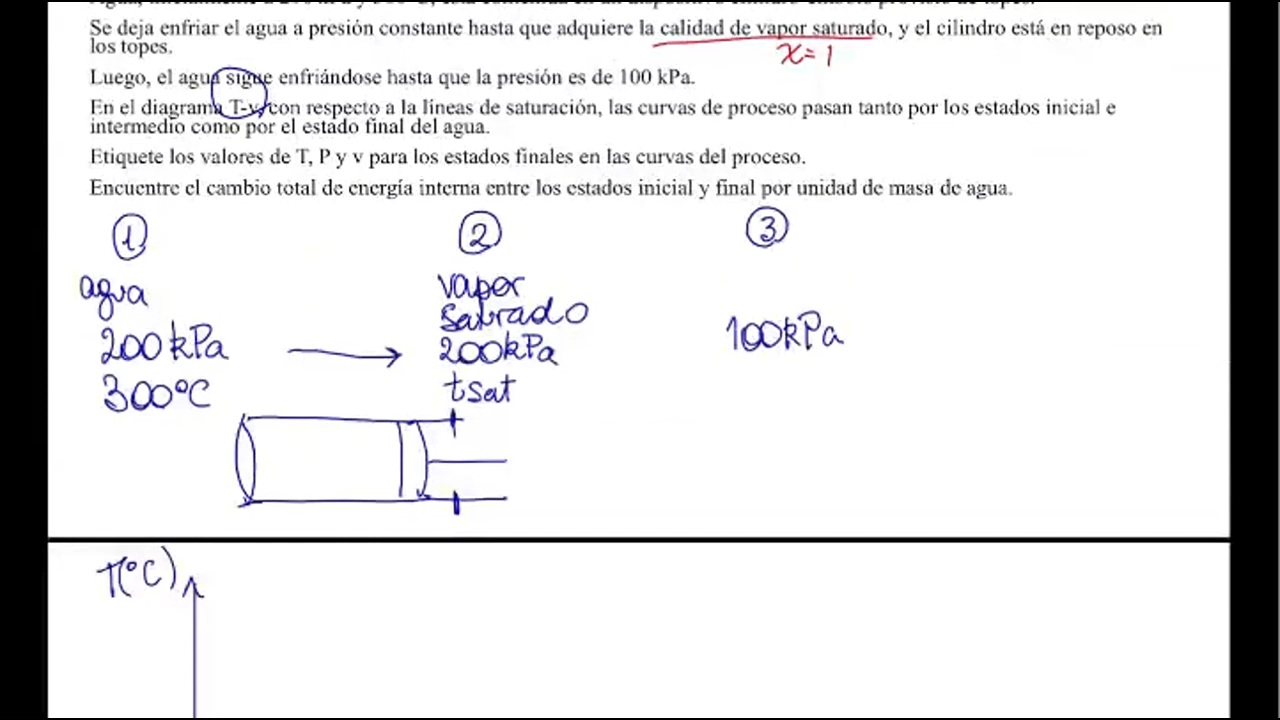 Se deja enfriar el agua a presión constante hasta que adquiere la calidad de vapor saturado, y el cilindro está en reposo en
los topes.
x=1
Luego, el agua sigue enfriándose hasta que la presión es de 100 kPa.
En el diagrama T-v, con respecto a la líneas de saturación, las curvas de proceso pasan tanto por los estados inicial e
intermedio como por el estado final del agua.
Etiquete los valores de T, P y v para los estados finales en las curvas del proceso.
Encuentre el cambio total de energía interna entre los estados inicial y final por unidad de masa de agua.
1 2 3
agua
200 kPa
300°C
vapor
saturado
200kPa
tsat
100kPa
T(°C)